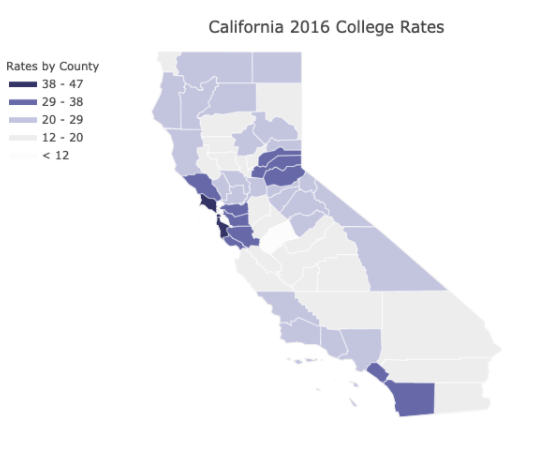 California 2016 College Rates
Rates by County
38 - 47
29 - 38
20 - 29
12 - 20
< 12